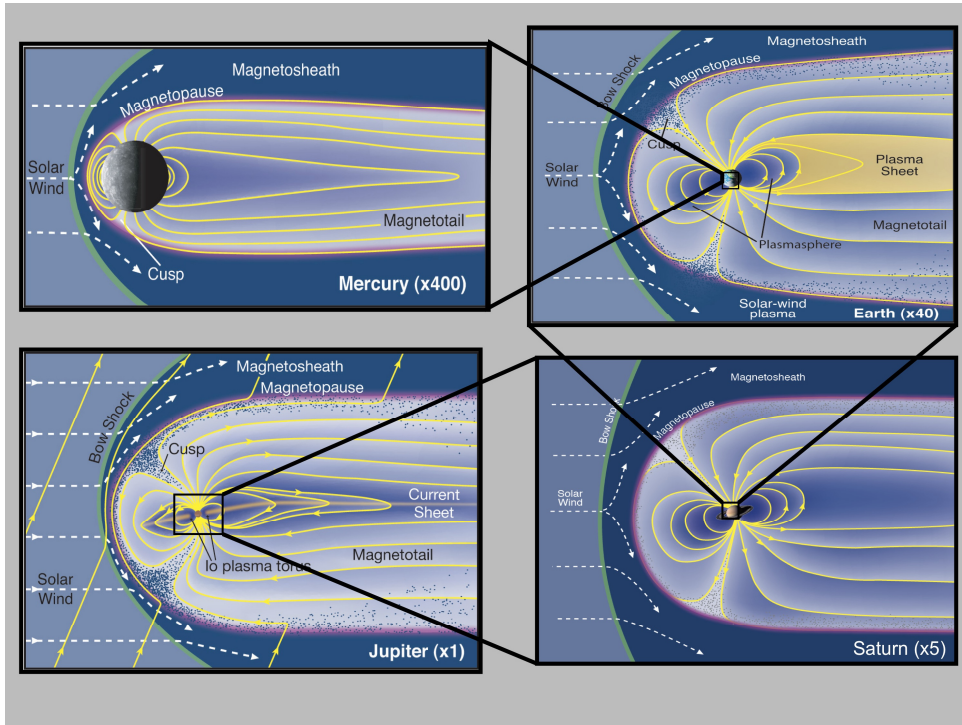 Magnetosheath
Magnetopause
Solar
Wind
Magnetotail
Cusp
Mercury (x400)
Magnetosheath
Magnetopause
Bow Shock
Cusp
Solar
Wind
Plasma
Sheet
Magnetotail
Plasmasphere
Solar-wind
plasma
Earth (x40)
Magnetosheath
Magnetopause
Bow Shock
Cusp
Current
Sheet
Magnetotail
Io plasma torus
Solar
Wind
Jupiter (x1)
Magnetosheath
Magnetopause
Bow Shock
Solar
Wind
Saturn (x5)